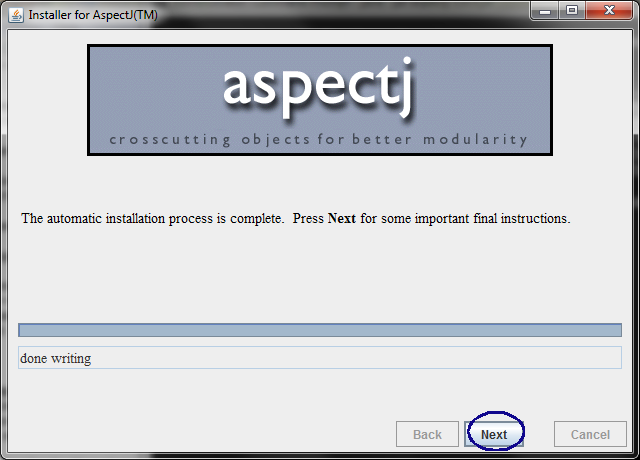 Installer for AspectJ(TM)
aspectj
crosscutting objects for better modularity
The automatic installation process is complete. Press Next for some important final instructions.
done writing
Back Next Cancel